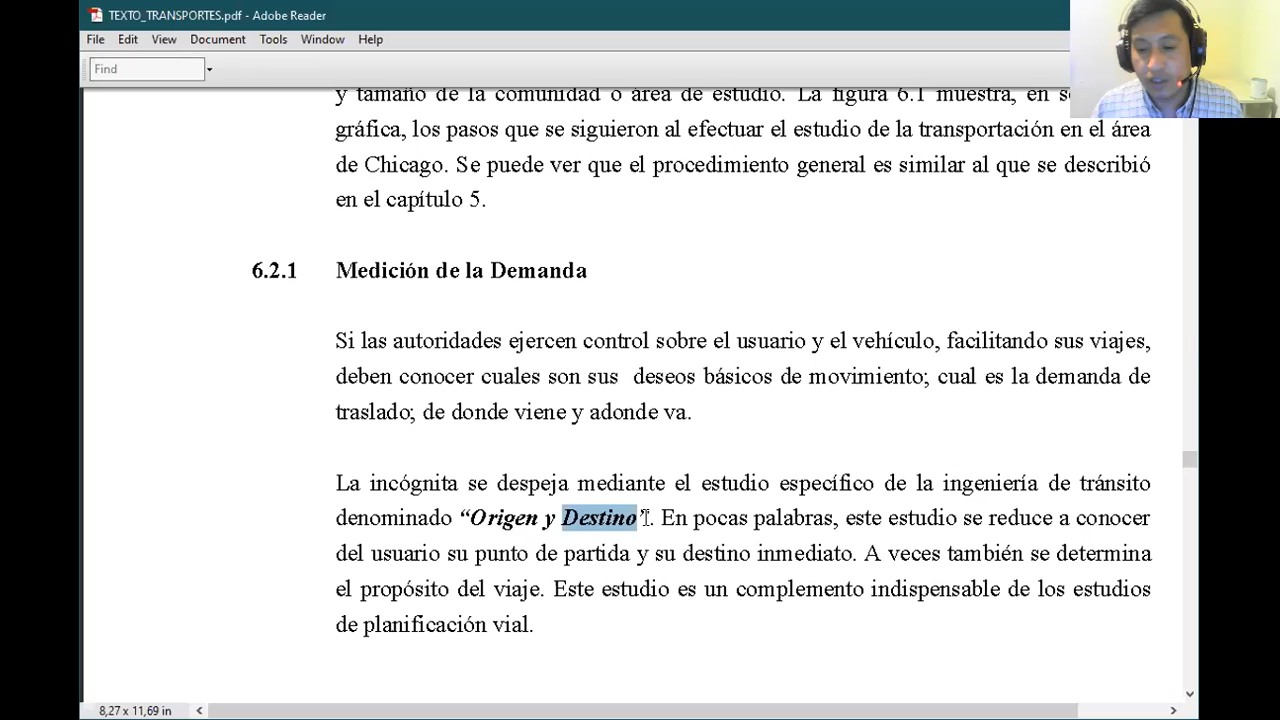 TEXTO_TRANSPORTES.pdf - Adobe Reader
File Edit View Document Tools Window Help
Find
y tamaño de la comunidad o área de estudio. La figura 6.1 muestra, en
gráfica, los pasos que se siguieron al efectuar el estudio de la transportación en el área
de Chicago. Se puede ver que el procedimiento general es similar al que se describió
en el capítulo 5.
6.2.1 Medición de la Demanda
Si las autoridades ejercen control sobre el usuario y el vehículo, facilitando sus viajes,
deben conocer cuales son sus deseos básicos de movimiento; cual es la demanda de
traslado; de donde viene y adonde va.
La incógnita se despeja mediante el estudio específico de la ingeniería de tránsito
denominado “Origen y Destino”. En pocas palabras, este estudio se reduce a conocer
del usuario su punto de partida y su destino inmediato. A veces también se determina
el propósito del viaje. Este estudio es un complemento indispensable de los estudios
de planificación vial.
8,27 x 11,69 in